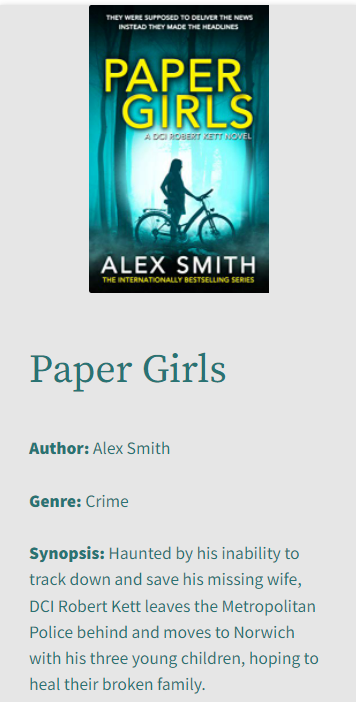 THEY WERE SUPPOSED TO DELIVER THE NEWS
INSTEAD THEY MADE THE HEADLINES
PAPER
GIRLS
A DCI ROBERT KETT NOVEL
ALEX SMITH
THE INTERNATIONALLY BESTSELLING SERIES
Paper Girls
Author: Alex Smith
Genre: Crime
Synopsis: Haunted by his inability to
track down and save his missing wife,
DCI Robert Kett leaves the Metropolitan
Police behind and moves to Norwich
with his three young children, hoping to
heal their broken family.